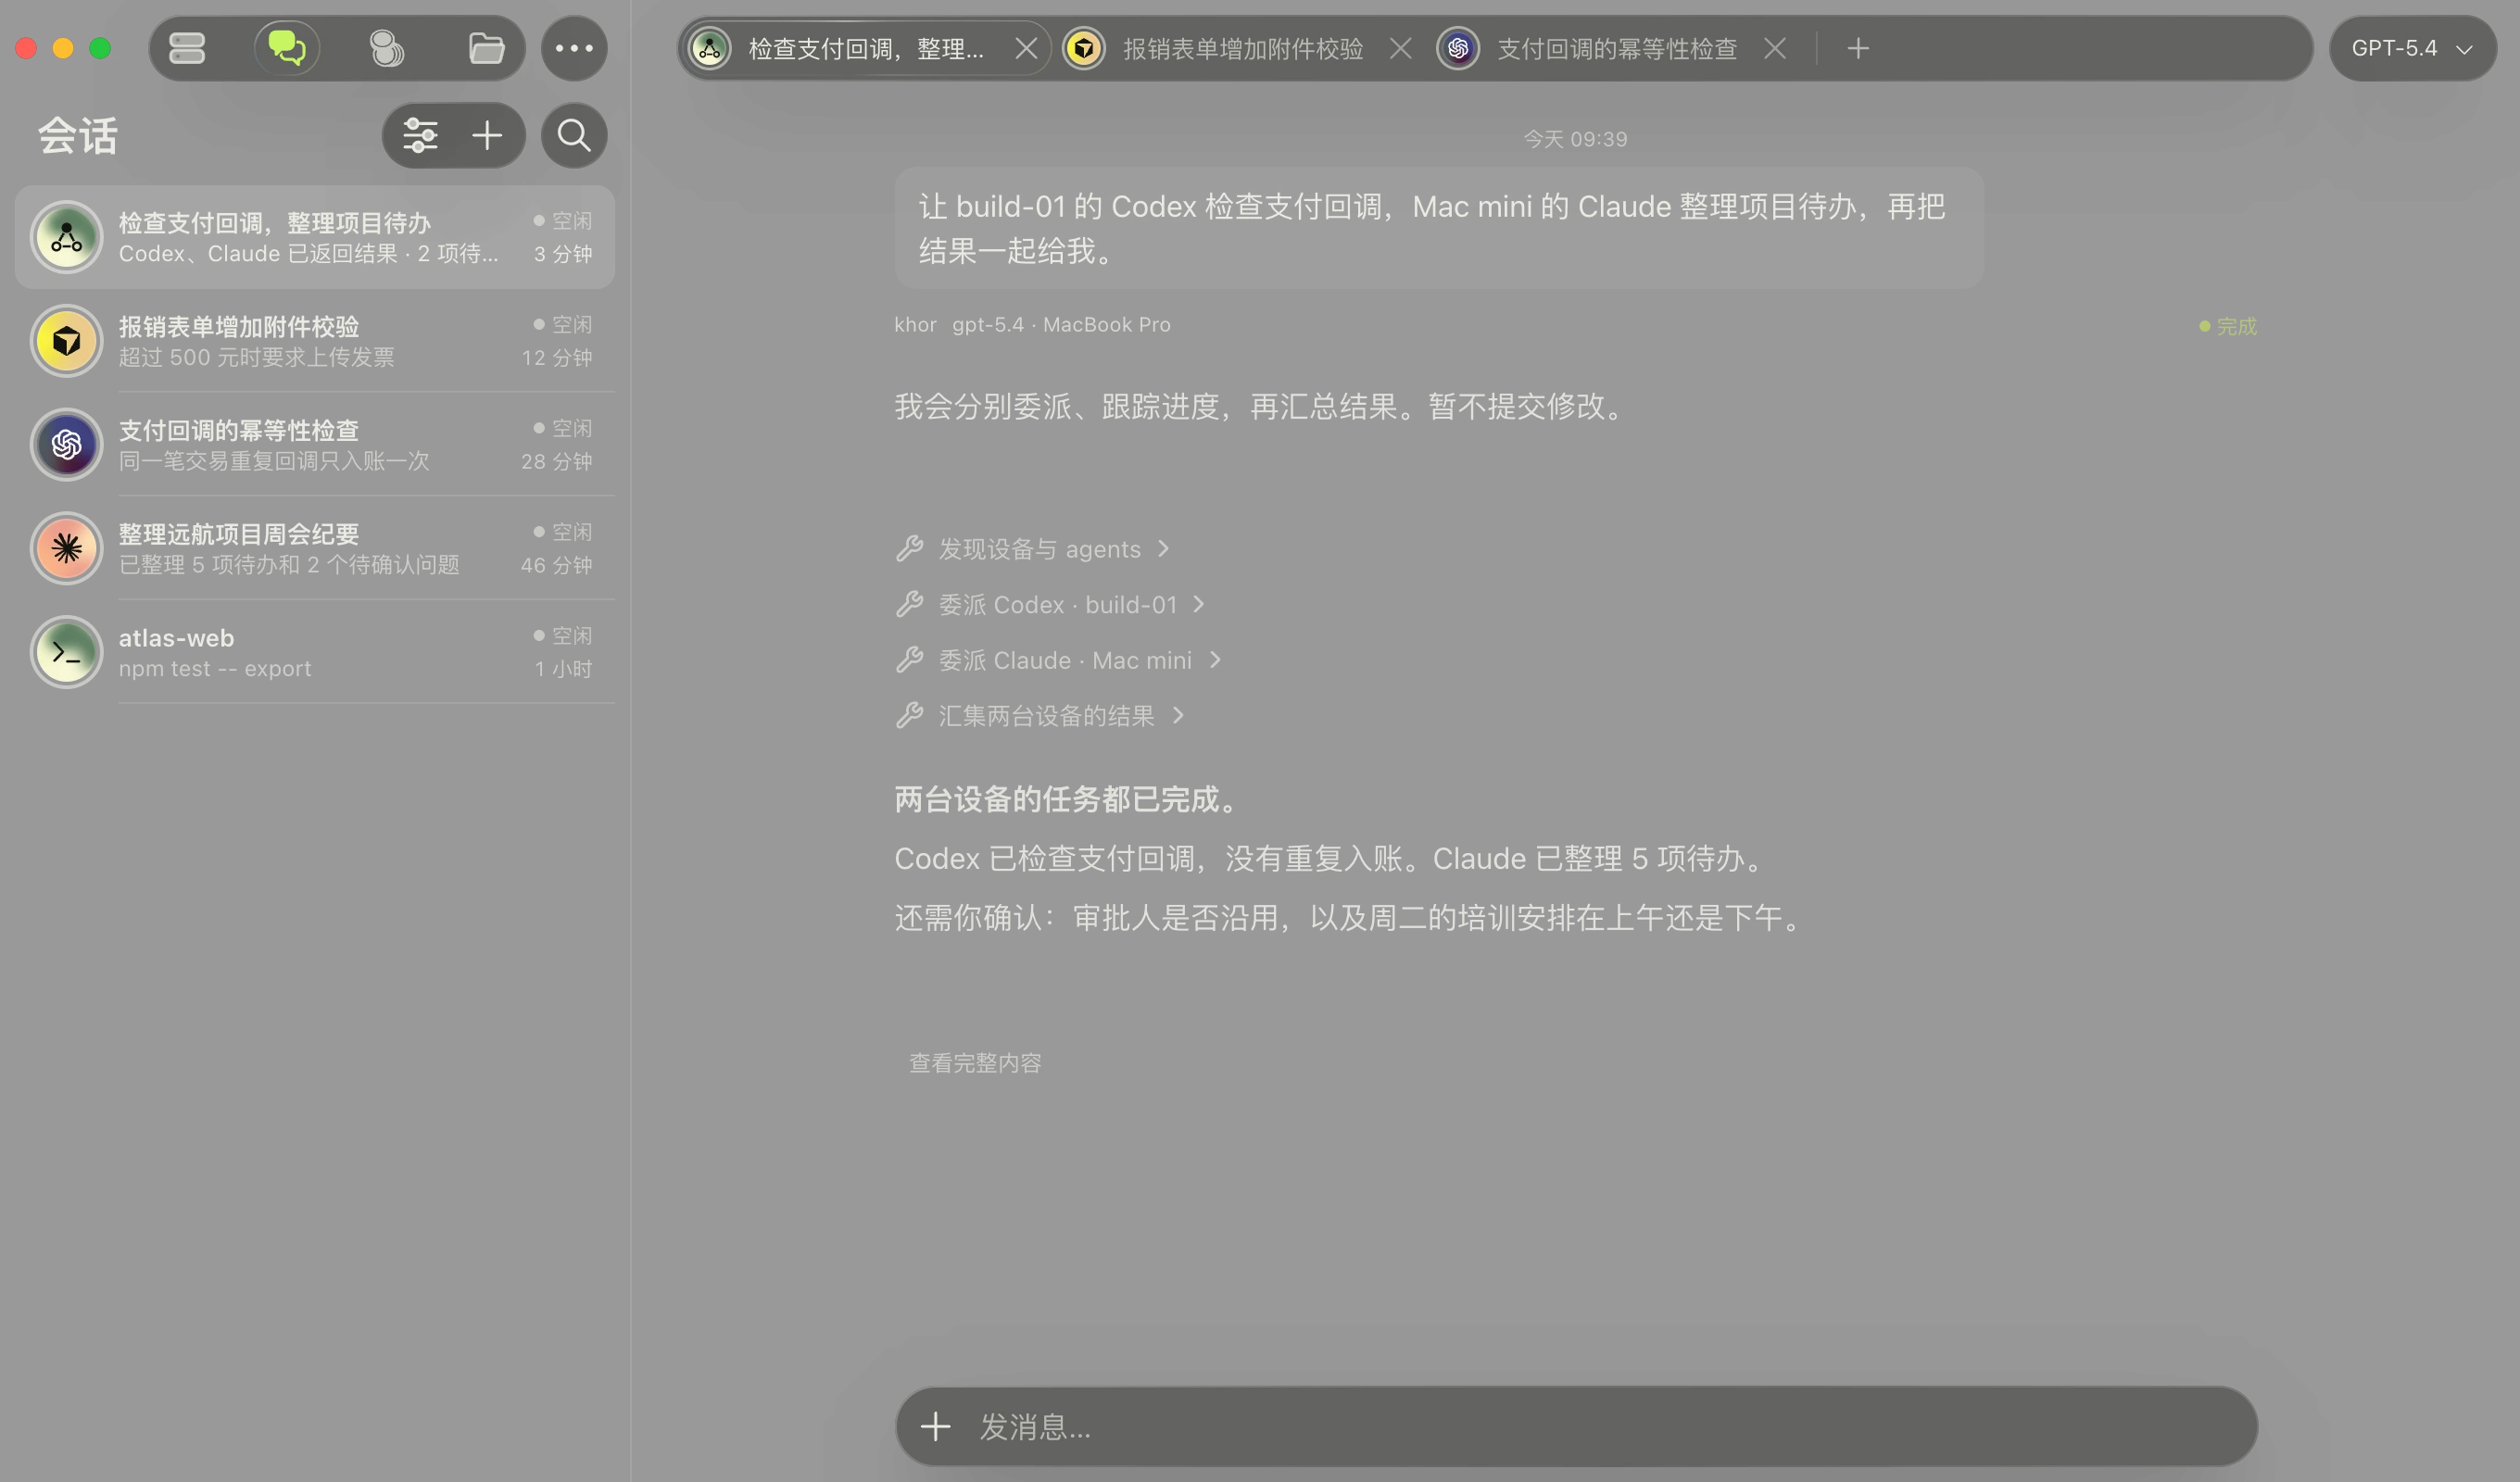 检查支付回调，整理...
报销表单增加附件校验
支付回调的幂等性检查
GPT-5.4
会话
检查支付回调，整理项目待办
空闲
Codex、Claude 已返回结果 · 2 项待...
3 分钟
报销表单增加附件校验
空闲
超过 500 元时要求上传发票
12 分钟
支付回调的幂等性检查
空闲
同一笔交易重复回调只入账一次
28 分钟
整理远航项目周会纪要
空闲
已整理 5 项待办和 2 个待确认问题
46 分钟
atlas-web
空闲
npm test -- export
1 小时
今天 09:39
让 build-01 的 Codex 检查支付回调，Mac mini 的 Claude 整理项目待办，再把
结果一起给我。
khor gpt-5.4 · MacBook Pro
完成
我会分别委派、跟踪进度，再汇总结果。暂不提交修改。
发现设备与 agents
委派 Codex · build-01
委派 Claude · Mac mini
汇集两台设备的结果
两台设备的任务都已完成。
Codex 已检查支付回调，没有重复入账。Claude 已整理 5 项待办。
还需你确认：审批人是否沿用，以及周二的培训安排在上午还是下午。
查看完整内容
发消息...